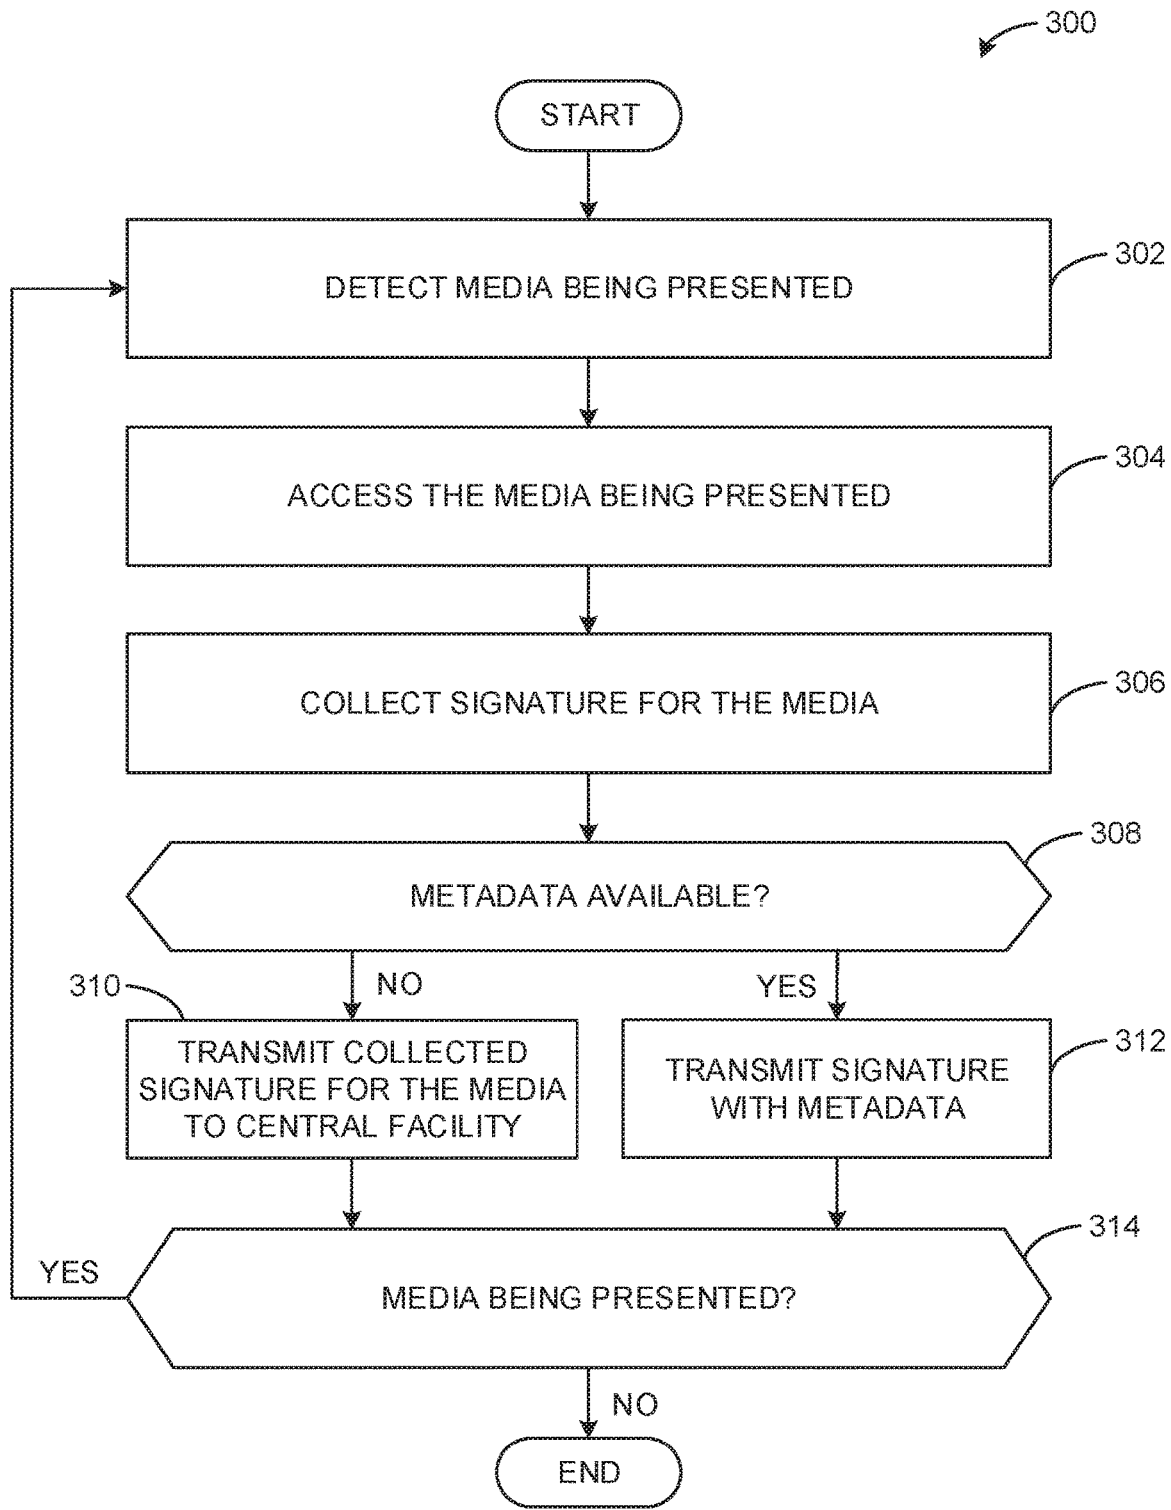 300
START
302
DETECT MEDIA BEING PRESENTED
304
ACCESS THE MEDIA BEING PRESENTED
306
COLLECT SIGNATURE FOR THE MEDIA
308
METADATA AVAILABLE?
310
NO
YES
TRANSMIT COLLECTED
SIGNATURE FOR THE MEDIA
TO CENTRAL FACILITY
312
TRANSMIT SIGNATURE
WITH METADATA
314
YES
MEDIA BEING PRESENTED?
NO
END